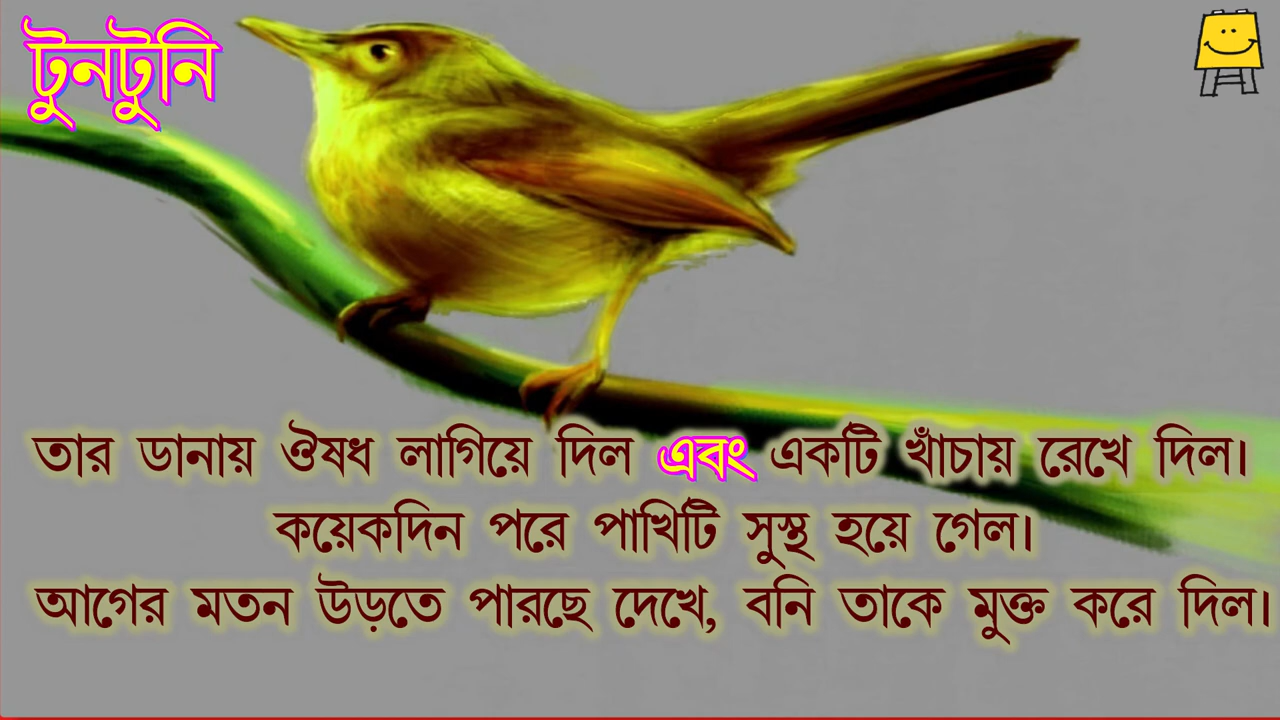 টুনটুনি
তার ডানায় ঔষধ লাগিয়ে দিল এবং একটি খাঁচায় রেখে দিল।
কয়েকদিন পরে পাখিটি সুস্থ হয়ে গেল।
আগের মতন উড়তে পারছে দেখে, বনি তাকে মুক্ত করে দিল।